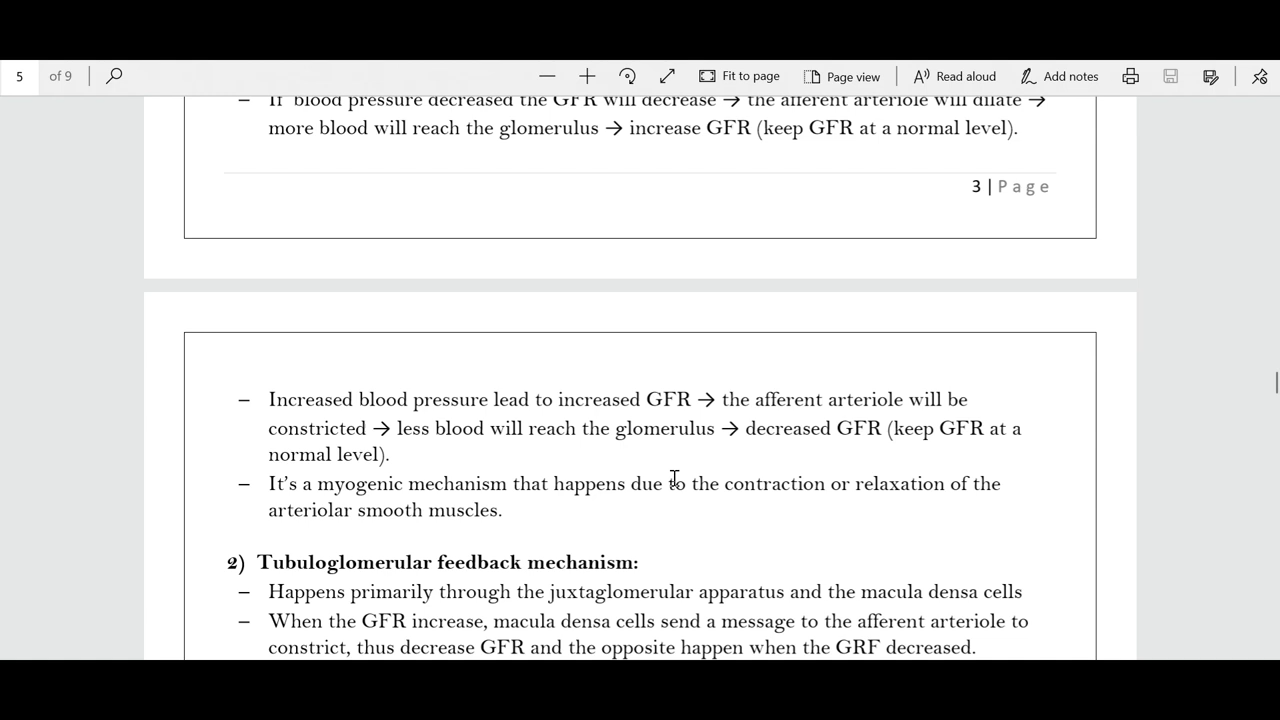 5 of 9 Fit to page Page view Read aloud Add notes
– If blood pressure decreased the GFR will decrease → the afferent arteriole will dilate →
more blood will reach the glomerulus → increase GFR (keep GFR at a normal level).
3 | Page
– Increased blood pressure lead to increased GFR → the afferent arteriole will be
constricted → less blood will reach the glomerulus → decreased GFR (keep GFR at a
normal level).
– It's a myogenic mechanism that happens due to the contraction or relaxation of the
arteriolar smooth muscles.
2) Tubuloglomerular feedback mechanism:
– Happens primarily through the juxtaglomerular apparatus and the macula densa cells
– When the GFR increase, macula densa cells send a message to the afferent arteriole to
constrict, thus decrease GFR and the opposite happen when the GRF decreased.